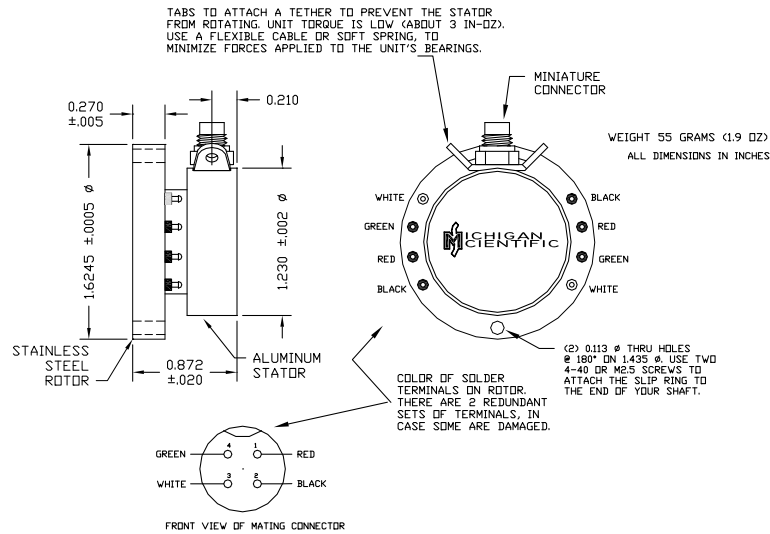 TABS TO ATTACH A TETHER TO PREVENT THE STATOR
FROM ROTATING. UNIT TORQUE IS LOW (ABOUT 3 IN-OZ).
USE A FLEXIBLE CABLE OR SOFT SPRING, TO
MINIMIZE FORCES APPLIED TO THE UNIT'S BEARINGS.
MINIATURE
CONNECTOR
0.270
±.005
0.210
WEIGHT 55 GRAMS (1.9 OZ)
ALL DIMENSIONS IN INCHES
1.6245 ±.0005 ø
1.230 ±.002 ø
WHITE
GREEN
RED
BLACK
BLACK
RED
GREEN
WHITE
MICHIGAN
SCIENTIFIC
STAINLESS
STEEL
ROTOR
0.872
±.020
ALUMINUM
STATOR
(2) 0.113 ø THRU HOLES
@ 180° ON 1.435 ø. USE TWO
4-40 OR M2.5 SCREWS TO
ATTACH THE SLIP RING TO
THE END OF YOUR SHAFT.
COLOR OF SOLDER
TERMINALS ON ROTOR.
THERE ARE 2 REDUNDANT
SETS OF TERMINALS, IN
CASE SOME ARE DAMAGED.
GREEN 4 1 RED
WHITE 3 2 BLACK
FRONT VIEW OF MATING CONNECTOR